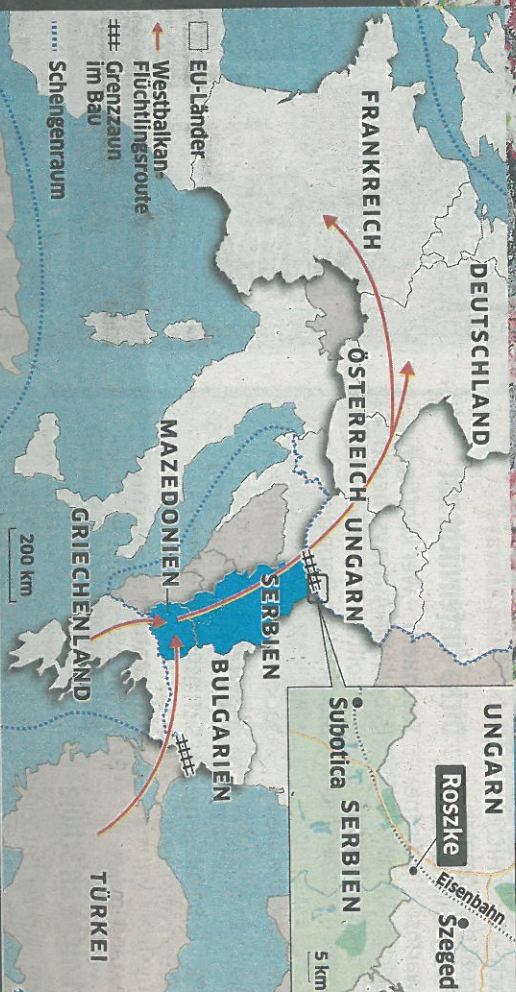 FRANKREICH
DEUTSCHLAND
ÖSTERREICH
UNGARN
SERBIEN
MAZEDONIEN
BULGARIEN
GRIECHENLAND
TÜRKEI
200 km
EU-Länder
Westbalkan-
Flüchtlingsroute
Grenzzaun
im Bau
Schengenraum
UNGARN
Roszke
Eisenbahn
Szeged
Subotica
SERBIEN
5 km